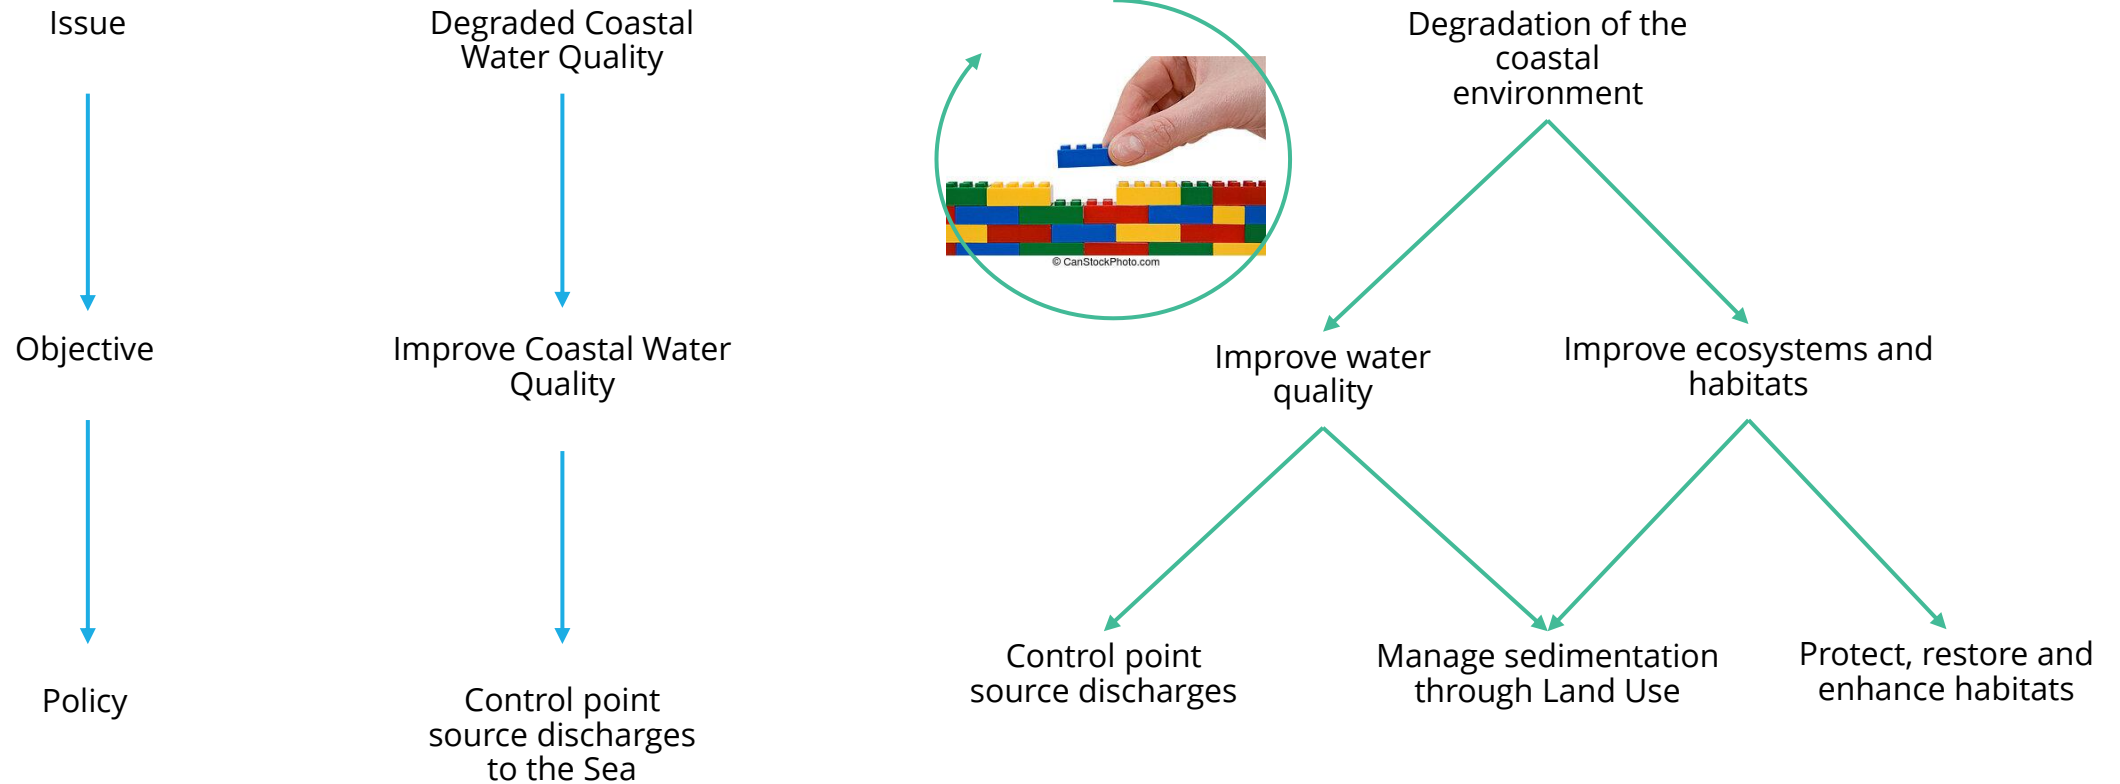 Issue
Degraded Coastal
Water Quality
Degradation of the
coastal
environment
© CanStockPhoto.com
Objective
Improve Coastal Water
Quality
Improve water
quality
Improve ecosystems and
habitats
Policy
Control point
source discharges
to the Sea
Control point
source discharges
Manage sedimentation
through Land Use
Protect, restore and
enhance habitats